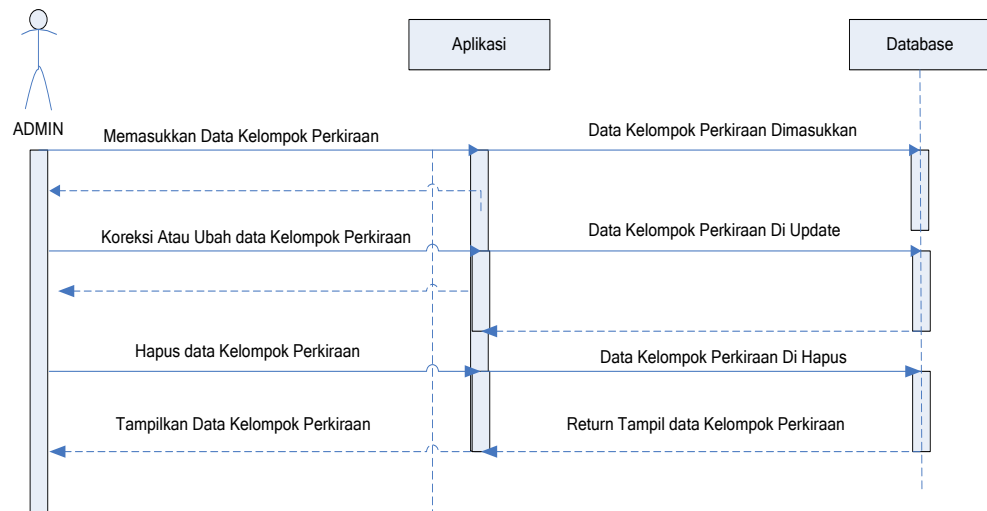 Aplikasi
Database
ADMIN
Memasukkan Data Kelompok Perkiraan
Data Kelompok Perkiraan Dimasukkan
Koreksi Atau Ubah data Kelompok Perkiraan
Data Kelompok Perkiraan Di Update
Hapus data Kelompok Perkiraan
Data Kelompok Perkiraan Di Hapus
Tampilkan Data Kelompok Perkiraan
Return Tampil data Kelompok Perkiraan